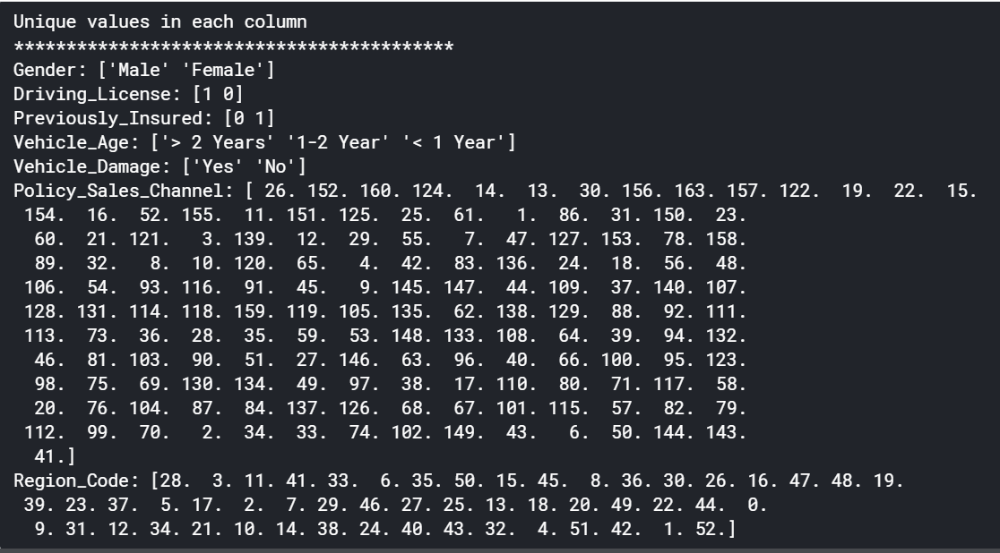 Unique values in each column
******************************************
Gender: ['Male' 'Female']
Driving_License: [1 0]
Previously_Insured: [0 1]
Vehicle_Age: ['> 2 Years' '1-2 Year' '< 1 Year']
Vehicle_Damage: ['Yes' 'No']
Policy_Sales_Channel: [ 26. 152. 160. 124.  14.  13.  30. 156. 163. 157. 122.  19.  22.  15.
 154.  16.  52. 155.  11. 151. 125.  25.  61.   1.  86.  31. 150.  23.
  60.  21. 121.   3. 139.  12.  29.  55.   7.  47. 127. 153.  78. 158.
  89.  32.   8.  10. 120.  65.   4.  42.  83. 136.  24.  18.  56.  48.
 106.  54.  93. 116.  91.  45.   9. 145. 147.  44. 109.  37. 140. 107.
 128. 131. 114. 118. 159. 119. 105. 135.  62. 138. 129.  88.  92. 111.
 113.  73.  36.  28.  35.  59.  53. 148. 133. 108.  64.  39.  94. 132.
  46.  81. 103.  90.  51.  27. 146.  63.  96.  40.  66. 100.  95. 123.
  98.  75.  69. 130. 134.  49.  97.  38.  17. 110.  80.  71. 117.  58.
  20.  76. 104.  87.  84. 137. 126.  68.  67. 101. 115.  57.  82.  79.
 112.  99.  70.   2.  34.  33.  74. 102. 149.  43.   6.  50. 144. 143.
  41.]
Region_Code: [28.  3. 11. 41. 33.  6. 35. 50. 15. 45.  8. 36. 30. 26. 16. 47. 48. 19.
 39. 23. 37.  5. 17.  2.  7. 29. 46. 27. 25. 13. 18. 20. 49. 22. 44.  0.
  9. 31. 12. 34. 21. 10. 14. 38. 24. 40. 43. 32.  4. 51. 42.  1. 52.]